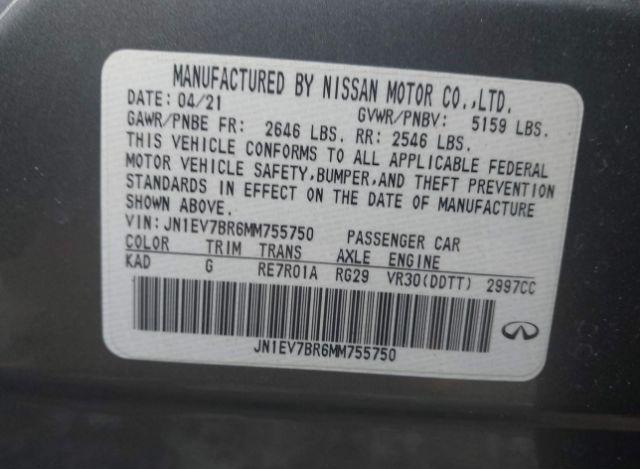 MANUFACTURED BY NISSAN MOTOR CO.,LTD.
DATE: 04/21 GVWR/PNBV: 5159 LBS.
GAWR/PNBE FR: 2646 LBS. RR: 2546 LBS.
THIS VEHICLE CONFORMS TO ALL APPLICABLE FEDERAL
MOTOR VEHICLE SAFETY,BUMPER,AND THEFT PREVENTION
STANDARDS IN EFFECT ON THE DATE OF MANUFACTURE
SHOWN ABOVE.
VIN:JN1EV7BR6MM755750 PASSENGER CAR
COLOR TRIM TRANS AXLE ENGINE
KAD G RE7R01A RG29 VR30(DDTT) 2997CC
JN1EV7BR6MM755750